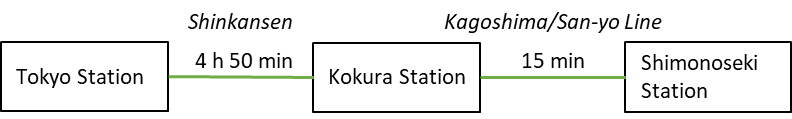 Shinkansen
Kagoshima/San-yo Line
Tokyo Station
4 h 50 min
Kokura Station
15 min
Shimonoseki
Station